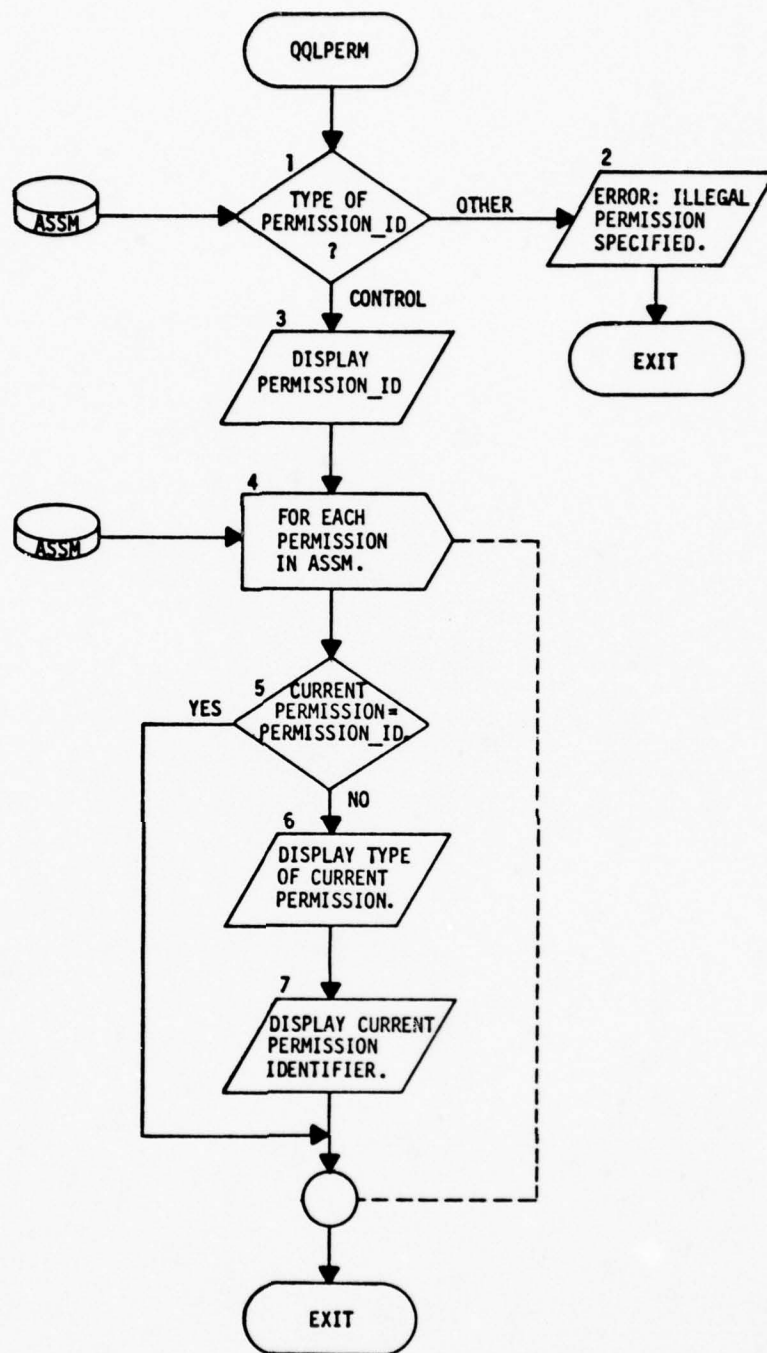 QQLPERM
1
TYPE OF
PERMISSION_ID
?
ASSM
OTHER
2
ERROR: ILLEGAL
PERMISSION
SPECIFIED.
EXIT
CONTROL
3
DISPLAY
PERMISSION_ID
4
FOR EACH
PERMISSION
IN ASSM.
ASSM
5
CURRENT
PERMISSION=
PERMISSION_ID.
YES
NO
6
DISPLAY TYPE
OF CURRENT
PERMISSION.
7
DISPLAY CURRENT
PERMISSION
IDENTIFIER.
EXIT